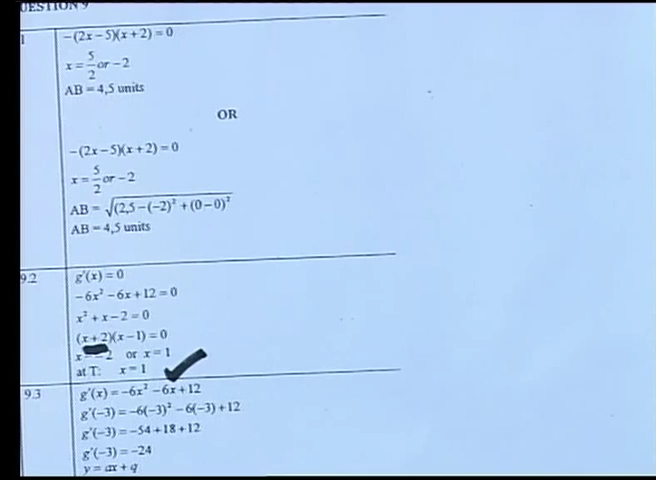 QUESTION 9
1
-(2x-5)(x+2)=0
x = 5/2 or -2
AB = 4,5 units
OR
-(2x-5)(x+2)=0
x = 5/2 or -2
AB = √(2,5-(-2)² +(0-0)²
AB = 4,5 units
9.2
g'(x) = 0
-6x² -6x+12 = 0
x² + x - 2 = 0
(x+2)(x-1) = 0
x = -2 or x = 1
at T: x = 1
9.3
g'(x) = -6x² -6x+12
g'(-3) = -6(-3)² -6(-3)+12
g'(-3) = -54+18+12
g'(-3) = -24
y = ax + q